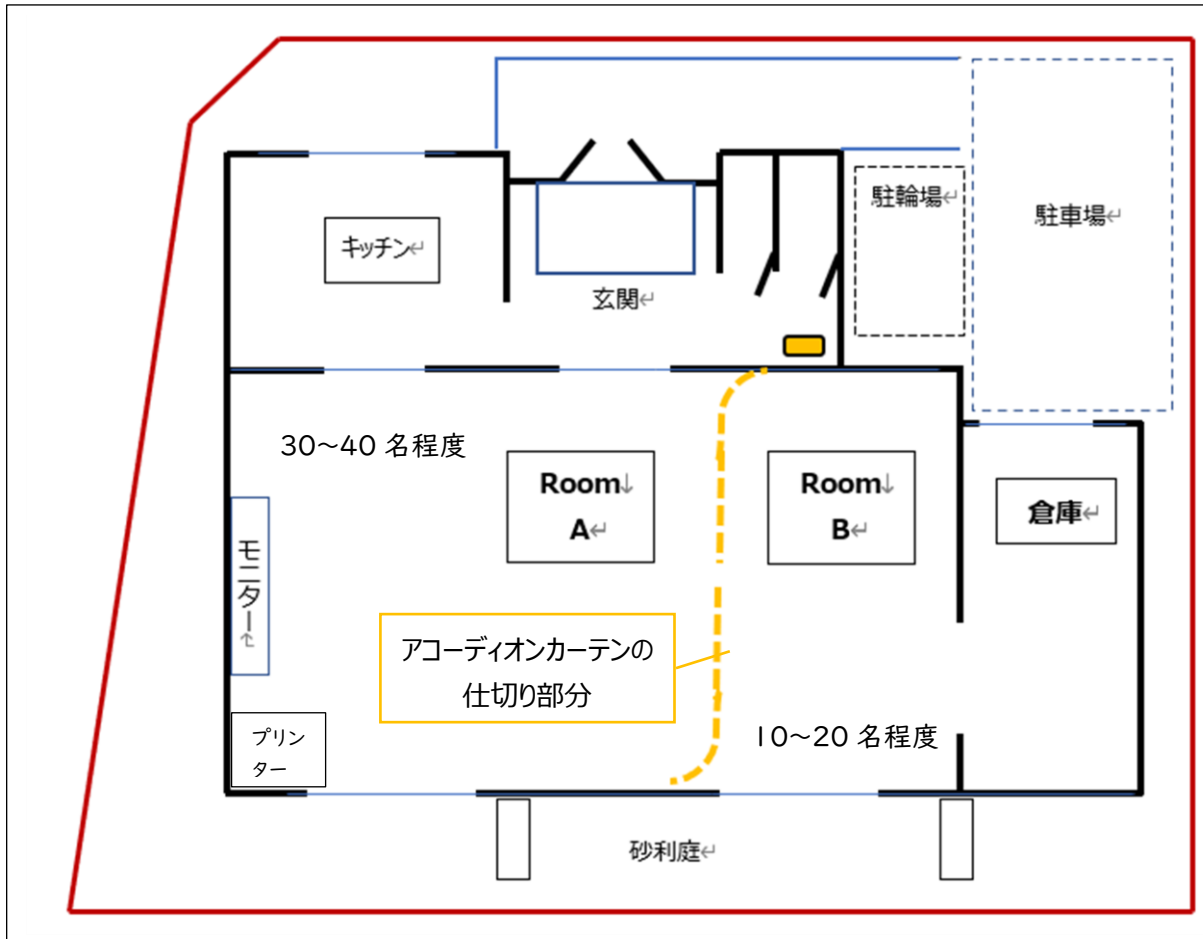 駐輪場↵
駐車場↵
キッチン↵
玄関↵
30～40 名程度
Room↓
A↵
Room↓
B↵
倉庫↵
モニター↵
アコーディオンカーテンの
仕切り部分
プリン
ター
10～20 名程度
砂利庭↵